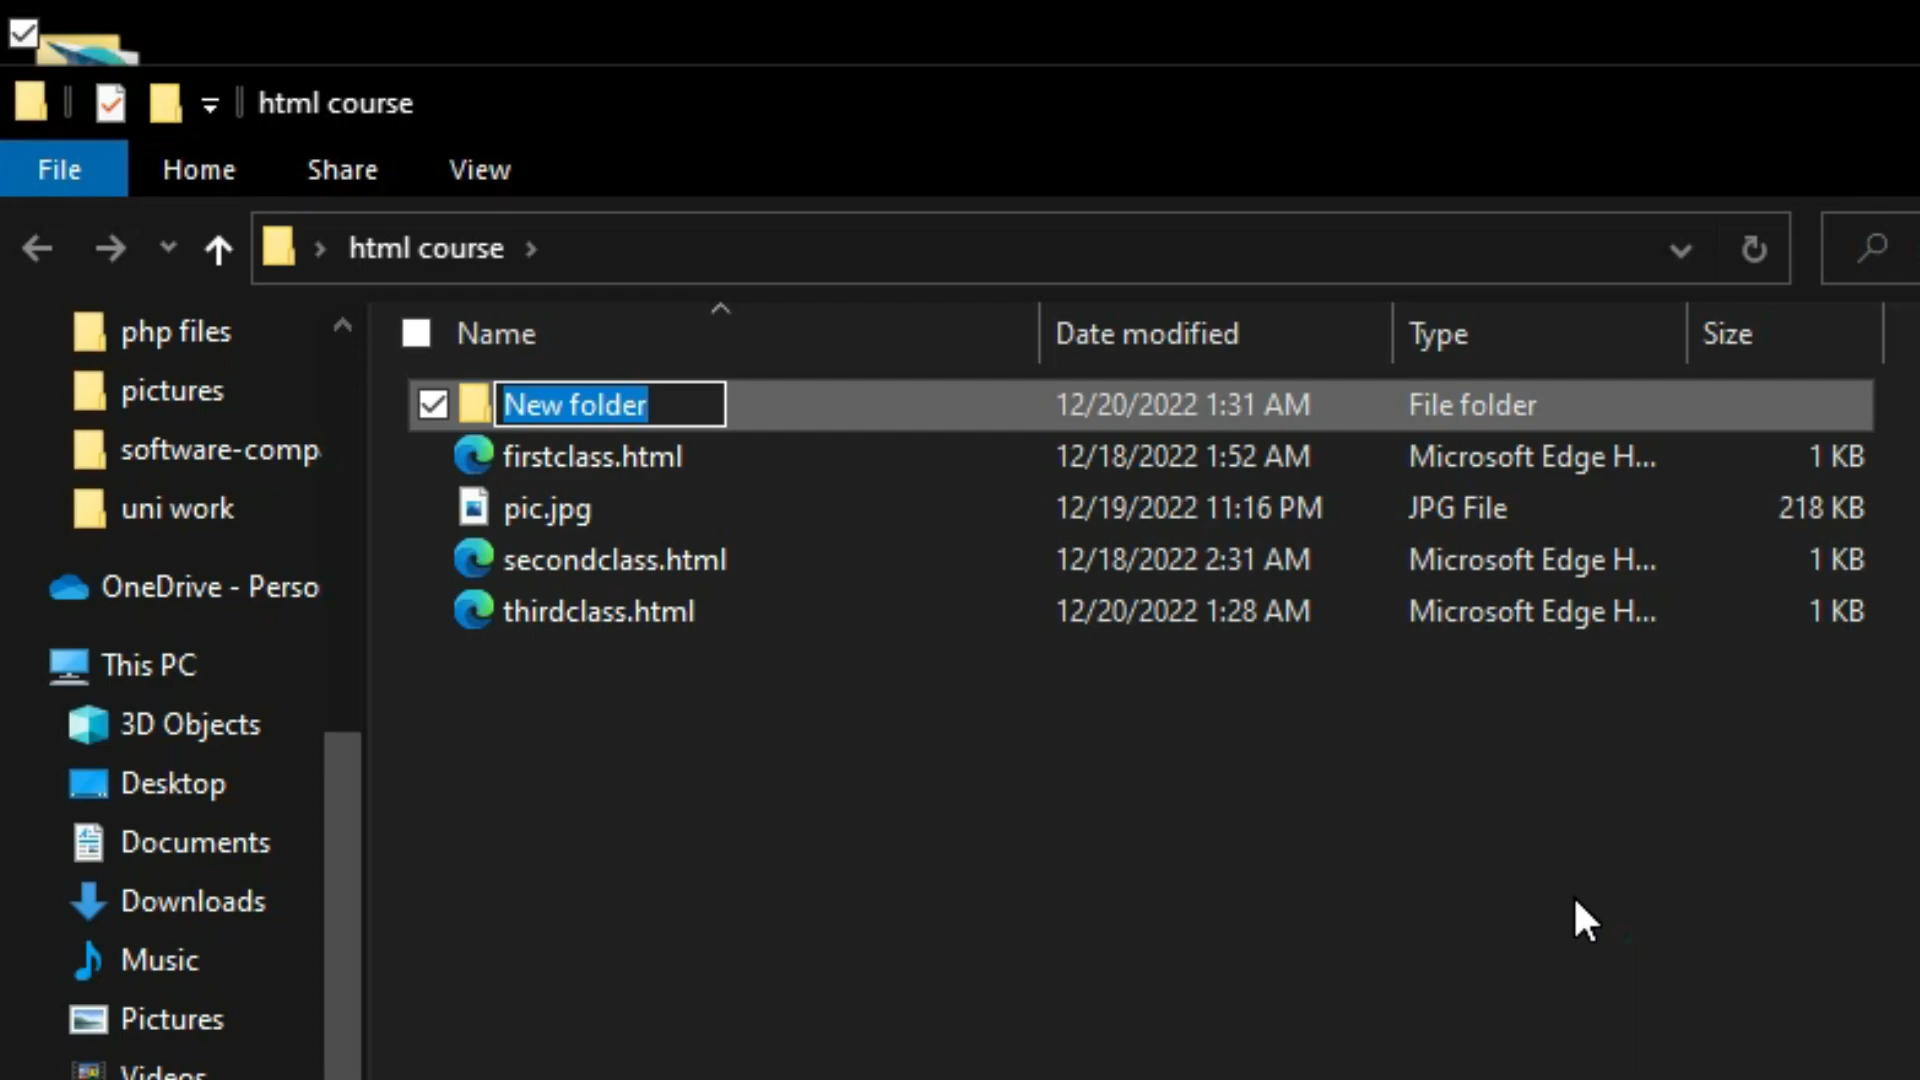 html course
File Home Share View
html course
php files
pictures
software-comp
uni work
OneDrive - Perso
This PC
3D Objects
Desktop
Documents
Downloads
Music
Pictures
Videos
Name Date modified Type Size
New folder 12/20/2022 1:31 AM File folder
firstclass.html 12/18/2022 1:52 AM Microsoft Edge H... 1 KB
pic.jpg 12/19/2022 11:16 PM JPG File 218 KB
secondclass.html 12/18/2022 2:31 AM Microsoft Edge H... 1 KB
thirdclass.html 12/20/2022 1:28 AM Microsoft Edge H... 1 KB